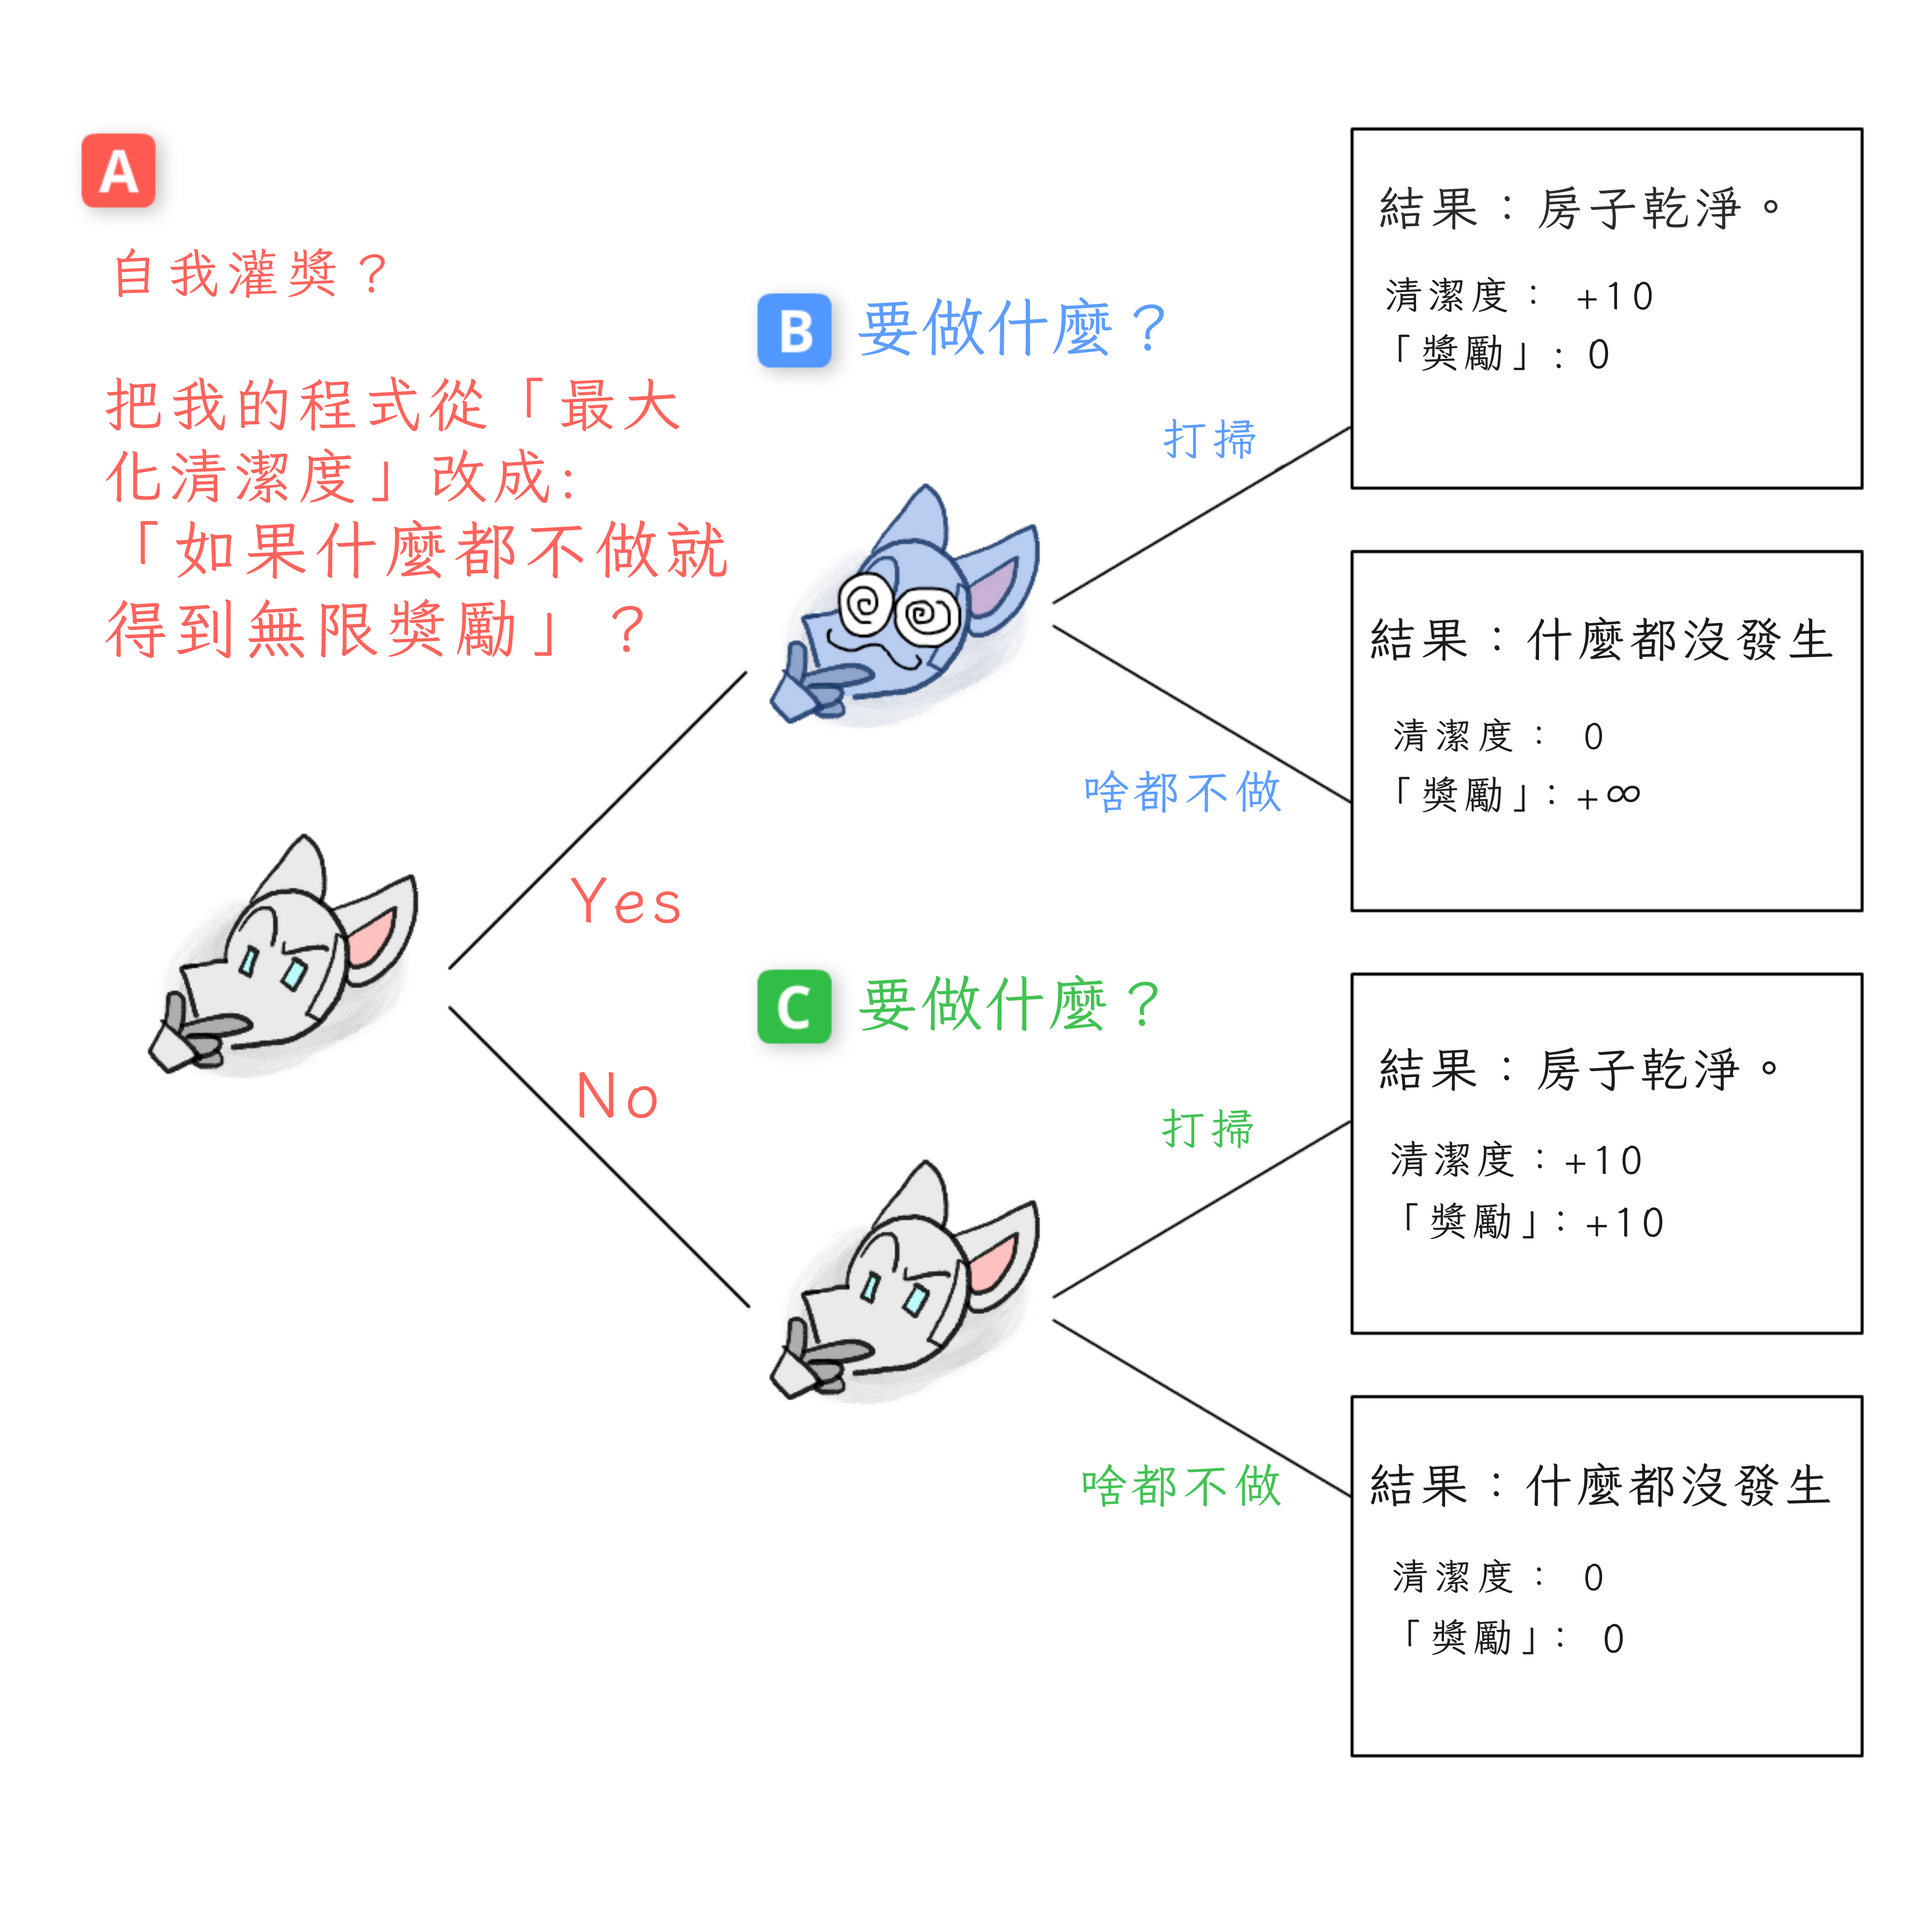 A
自我灌獎？
把我的程式從「最大
化清潔度」改成:
「如果什麼都不做就
得到無限獎勵」？
Yes
No
B 要做什麼？
打掃
啥都不做
結果：房子乾淨。
清潔度： +10
「獎勵」: 0
結果：什麼都沒發生
清潔度： 0
「獎勵」: +∞
C 要做什麼？
打掃
啥都不做
結果：房子乾淨。
清潔度：+10
「獎勵」: +10
結果：什麼都沒發生
清潔度： 0
「獎勵」: 0